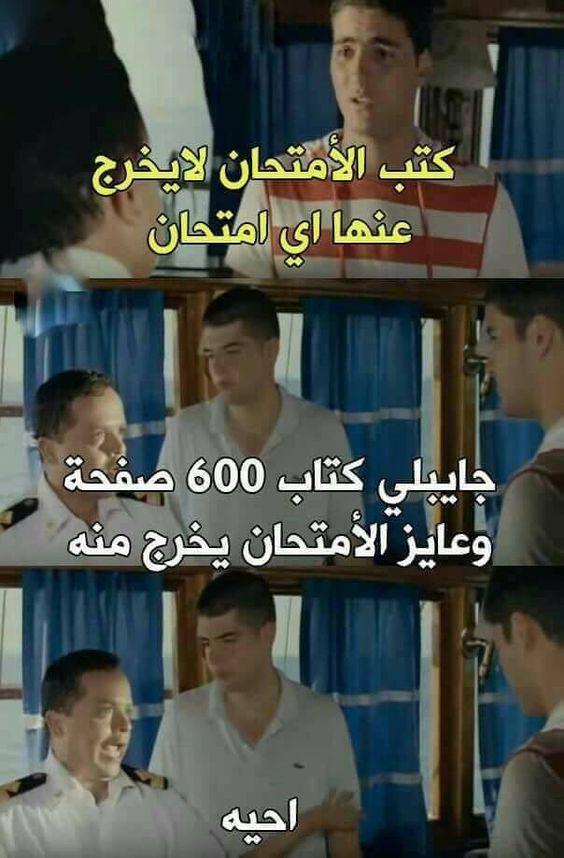 كتب الأمتحان لايخرج
عنها اي امتحان
جايبلي كتاب 600 صفحة
وعايز الأمتحان يخرج منه
احيه